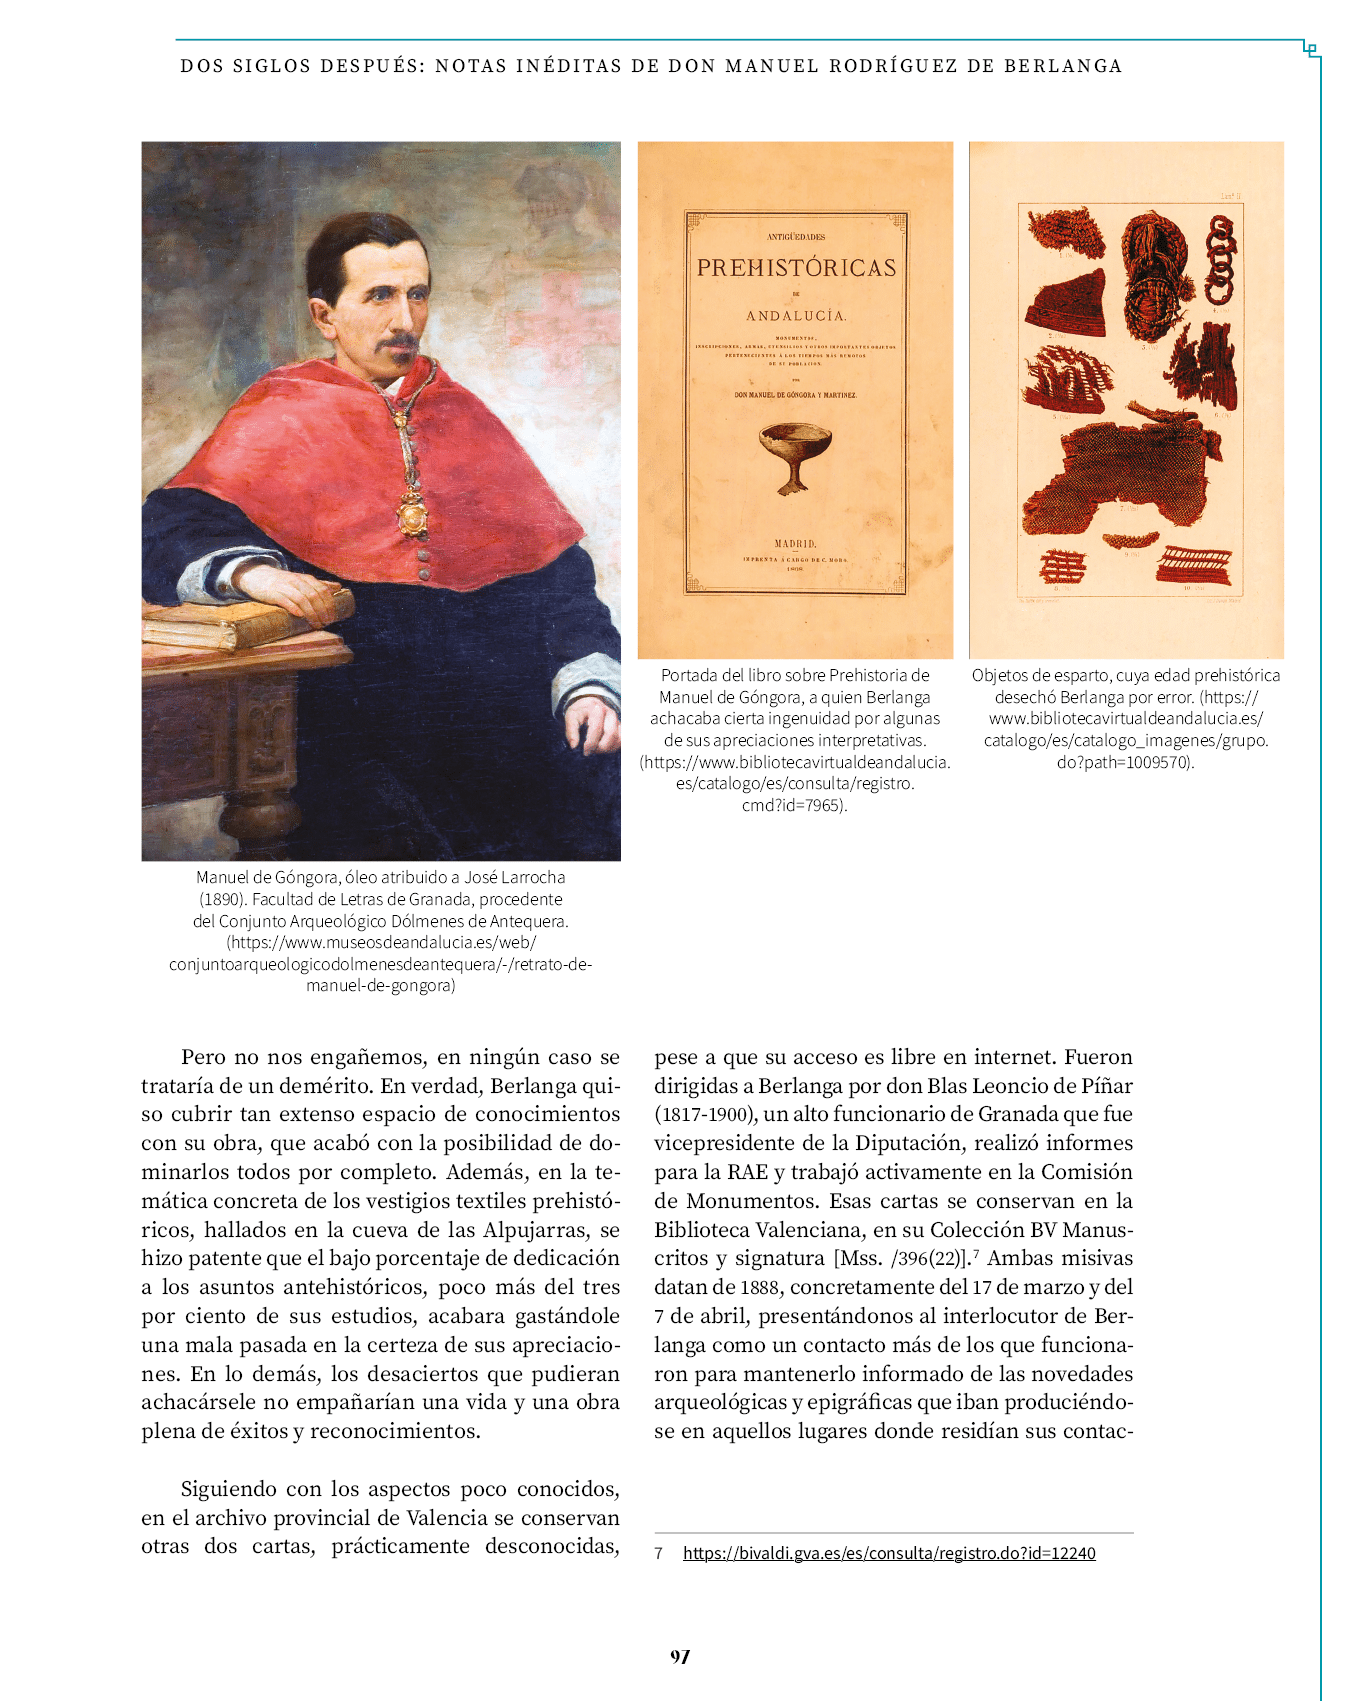 DOS SIGLOS DESPUÉS: NOTAS INÉDITAS DE DON MANUEL RODRÍGUEZ DE BERLANGA
ANTIGÜEDADES
PREHISTÓRICAS
DE
ANDALUCÍA.
MONUMENTOS,
INSCRIPCIONES, ARMAS, UTENSILIOS Y OTROS IMPORTANTES OBJETOS
PERTENECIENTES Á LOS TIEMPOS MAS REMOTOS
DE SU POBLACION.
POR
DON MANUEL DE GÓNGORA Y MARTINEZ.
MADRID.
IMPRENTA Á CARGO DE C. MORO.
1868
Portada del libro sobre Prehistoria de
Manuel de Góngora, a quien Berlanga
achacaba cierta ingenuidad por algunas
de sus apreciaciones interpretativas.
(https://www.bibliotecavirtualdeandalucia.
es/catalogo/es/consulta/registro.
cmd?id=7965).
Objetos de esparto, cuya edad prehistórica
desechó Berlanga por error. (https://
www.bibliotecavirtualdeandalucia.es/
catalogo/es/catalogo_imagenes/grupo.
do?path=1009570).
Manuel de Góngora, óleo atribuido a José Larrocha
(1890). Facultad de Letras de Granada, procedente
del Conjunto Arqueológico Dólmenes de Antequera.
(https://www.museosdeandalucia.es/web/
conjuntoarqueologicodolmenesdeantequera/-/retrato-de-
manuel-de-gongora)
Pero no nos engañemos, en ningún caso se
trataría de un demérito. En verdad, Berlanga qui-
so cubrir tan extenso espacio de conocimientos
con su obra, que acabó con la posibilidad de do-
minarlos todos por completo. Además, en la te-
mática concreta de los vestigios textiles prehistó-
ricos, hallados en la cueva de las Alpujarras, se
hizo patente que el bajo porcentaje de dedicación
a los asuntos antehistóricos, poco más del tres
por ciento de sus estudios, acabara gastándole
una mala pasada en la certeza de sus apreciacio-
nes. En lo demás, los desaciertos que pudieran
achacársele no empañarían una vida y una obra
plena de éxitos y reconocimientos.
Siguiendo con los aspectos poco conocidos,
en el archivo provincial de Valencia se conservan
otras dos cartas, prácticamente desconocidas,
pese a que su acceso es libre en internet. Fueron
dirigidas a Berlanga por don Blas Leoncio de Píñar
(1817-1900), un alto funcionario de Granada que fue
vicepresidente de la Diputación, realizó informes
para la RAE y trabajó activamente en la Comisión
de Monumentos. Esas cartas se conservan en la
Biblioteca Valenciana, en su Colección BV Manus-
critos y signatura [Mss. /396(22)].7 Ambas misivas
datan de 1888, concretamente del 17 de marzo y del
7 de abril, presentándonos al interlocutor de Ber-
langa como un contacto más de los que funciona-
ron para mantenerlo informado de las novedades
arqueológicas y epigráficas que iban produciéndo-
se en aquellos lugares donde residían sus contac-
7 https://bivaldi.gva.es/es/consulta/registro.do?id=12240
97